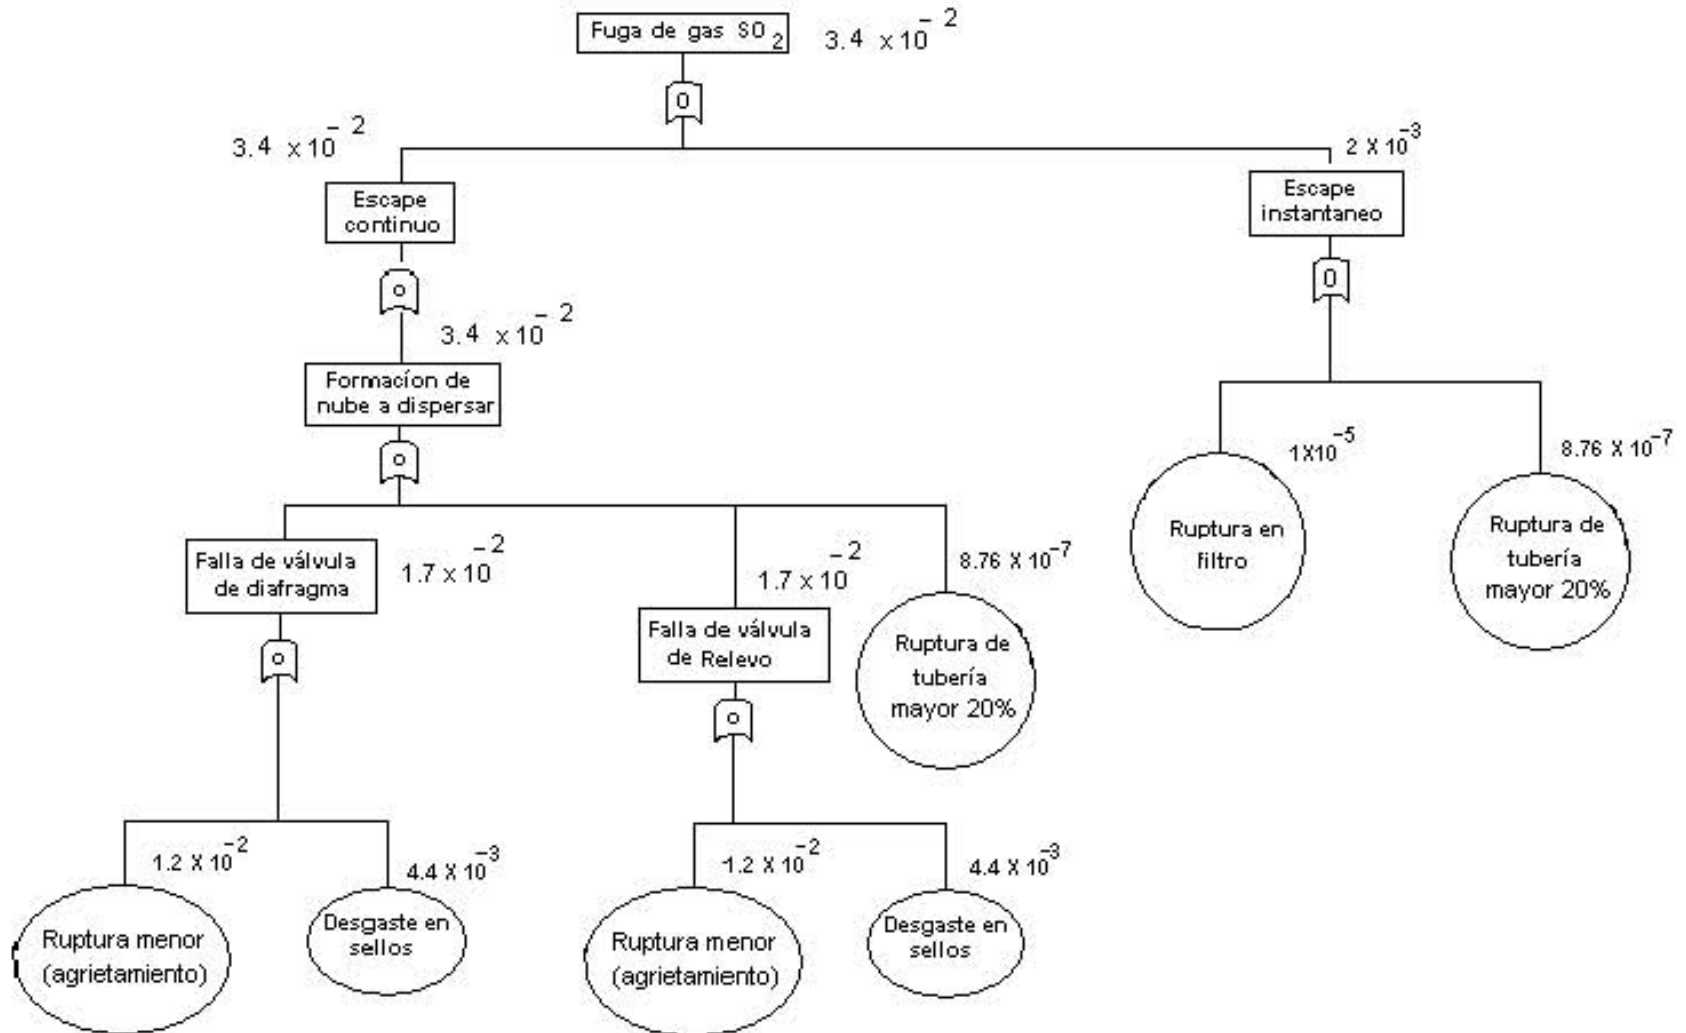 Fuga de gas SO₂
3.4 x10⁻²
0
3.4 x10⁻²
2 X 10⁻³
Escape
continuo
Escape
instantaneo
o
0
3.4 x10⁻²
Formacíon de
nube a dispersar
o
1X10⁻⁵
8.76 X 10⁻⁷
Ruptura en
filtro
Ruptura de
tubería
mayor 20%
Falla de válvula
de diafragma
1.7 x 10⁻²
1.7 x 10⁻²
8.76 X 10⁻⁷
Falla de válvula
de Relevo
Ruptura de
tubería
mayor 20%
o
o
1.2 X 10⁻²
4.4 X 10⁻³
1.2 X 10⁻²
4.4 X 10⁻³
Ruptura menor
(agrietamiento)
Desgaste en
sellos
Ruptura menor
(agrietamiento)
Desgaste en
sellos